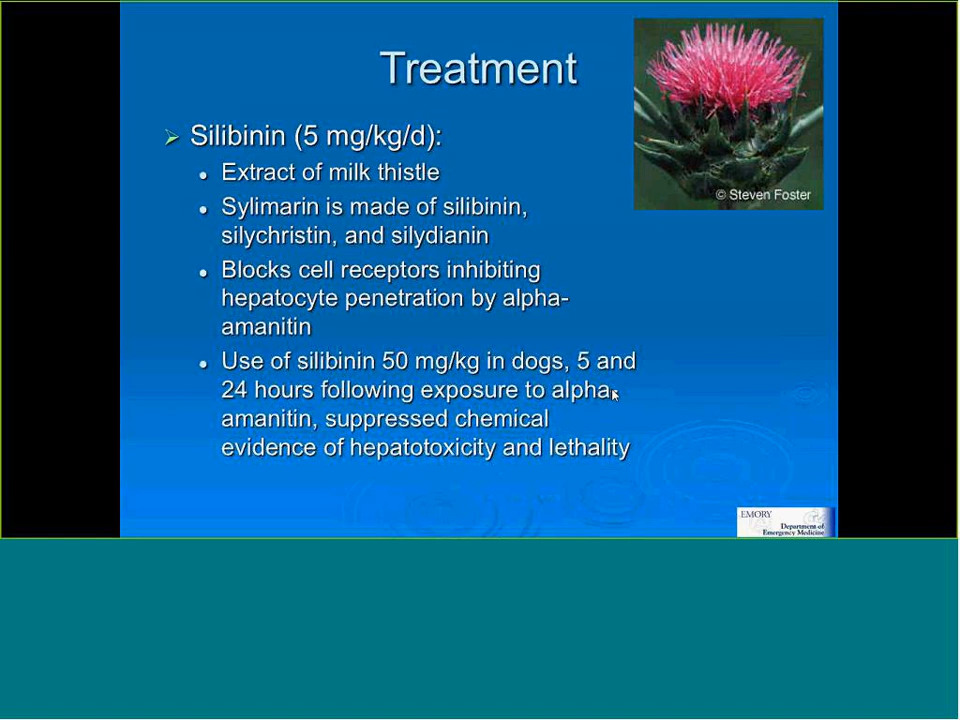 Treatment
© Steven Foster
Silibinin (5 mg/kg/d):
Extract of milk thistle
Sylimarin is made of silibinin,
silychristin, and silydianin
Blocks cell receptors inhibiting
hepatocyte penetration by alpha-
amanitin
Use of silibinin 50 mg/kg in dogs, 5 and
24 hours following exposure to alpha-
amanitin, suppressed chemical
evidence of hepatotoxicity and lethality
EMORY
Department of
Emergency Medicine